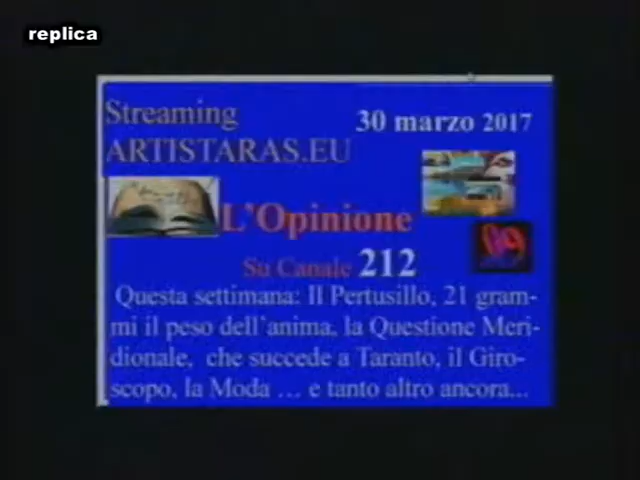 replica
Streaming
30 marzo 2017
ARTISTARAS.EU
L'Opinione
Su Canale 212
Questa settimana: Il Pertusillo, 21 gram-
mi il peso dell'anima, la Questione Meri-
dionale, che succede a Taranto, il Giro-
scopo, la Moda ... e tanto altro ancora...